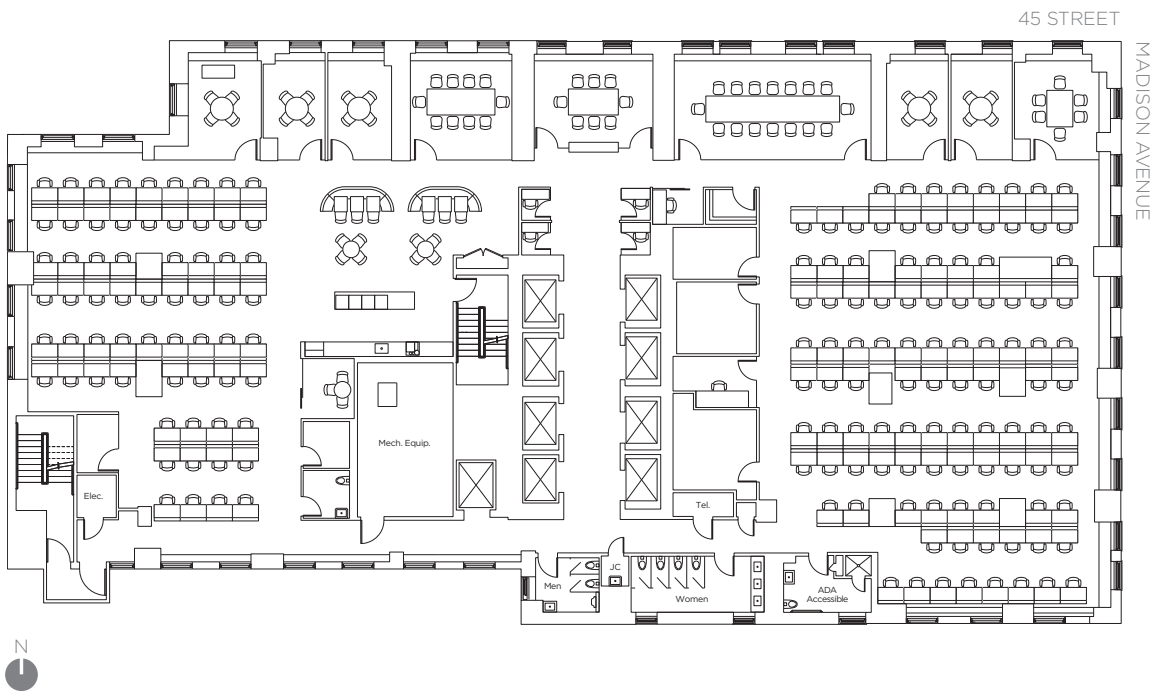 45 STREET
MADISON AVENUE
Mech. Equip.
Elec.
Tel.
Men
JC
Women
ADA
Accessible
N